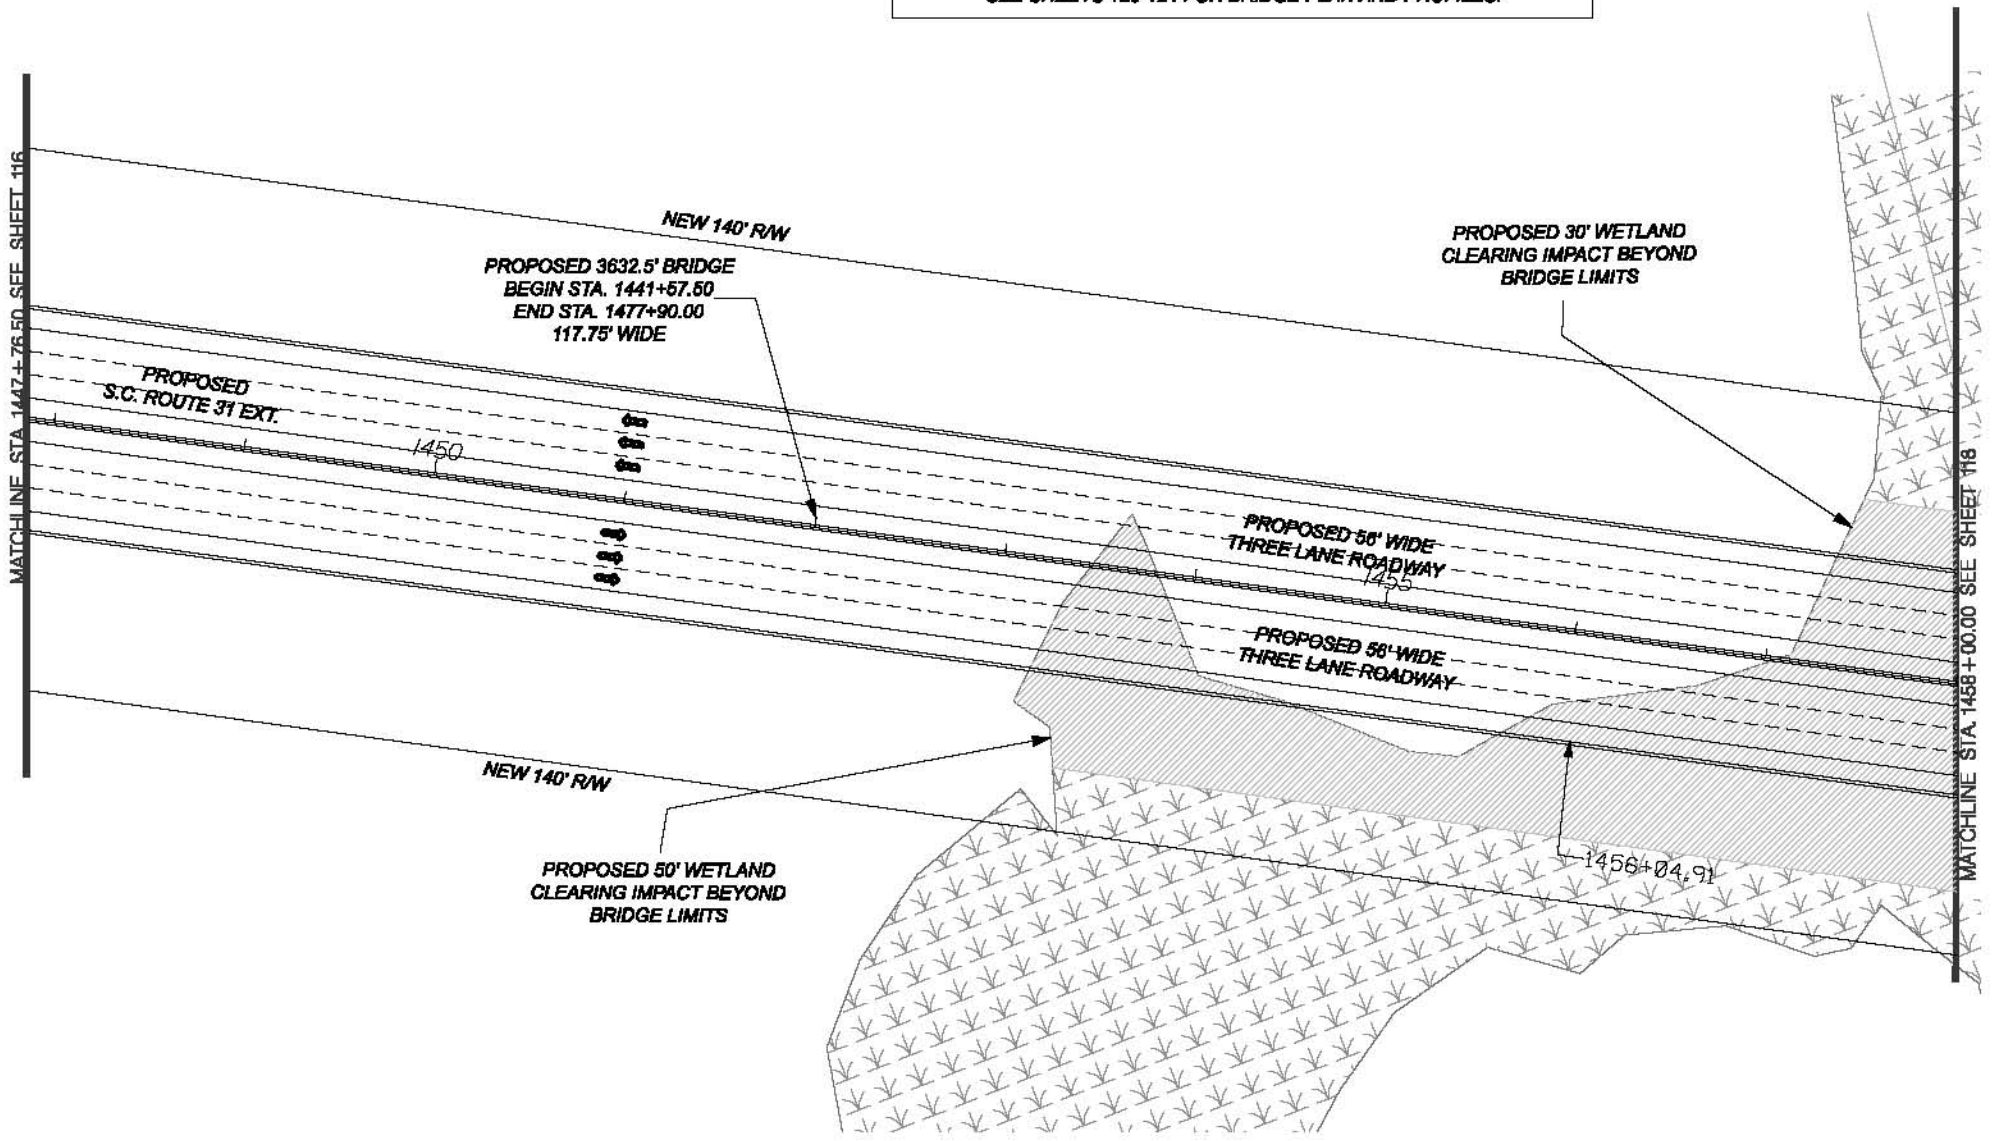 MATCHLINE STA. 1447+76.50 SEE SHEET 116
NEW 140' R/W
PROPOSED 3632.5' BRIDGE
BEGIN STA. 1441+57.50
END STA. 1477+90.00
117.75' WIDE
PROPOSED 30' WETLAND
CLEARING IMPACT BEYOND
BRIDGE LIMITS
PROPOSED
S.C. ROUTE 31 EXT.
1450
PROPOSED 56' WIDE
THREE LANE ROADWAY
1455
PROPOSED 56' WIDE
THREE LANE ROADWAY
NEW 140' R/W
PROPOSED 50' WETLAND
CLEARING IMPACT BEYOND
BRIDGE LIMITS
1456+04.91
MATCHLINE STA. 1458+00.00 SEE SHEET 118